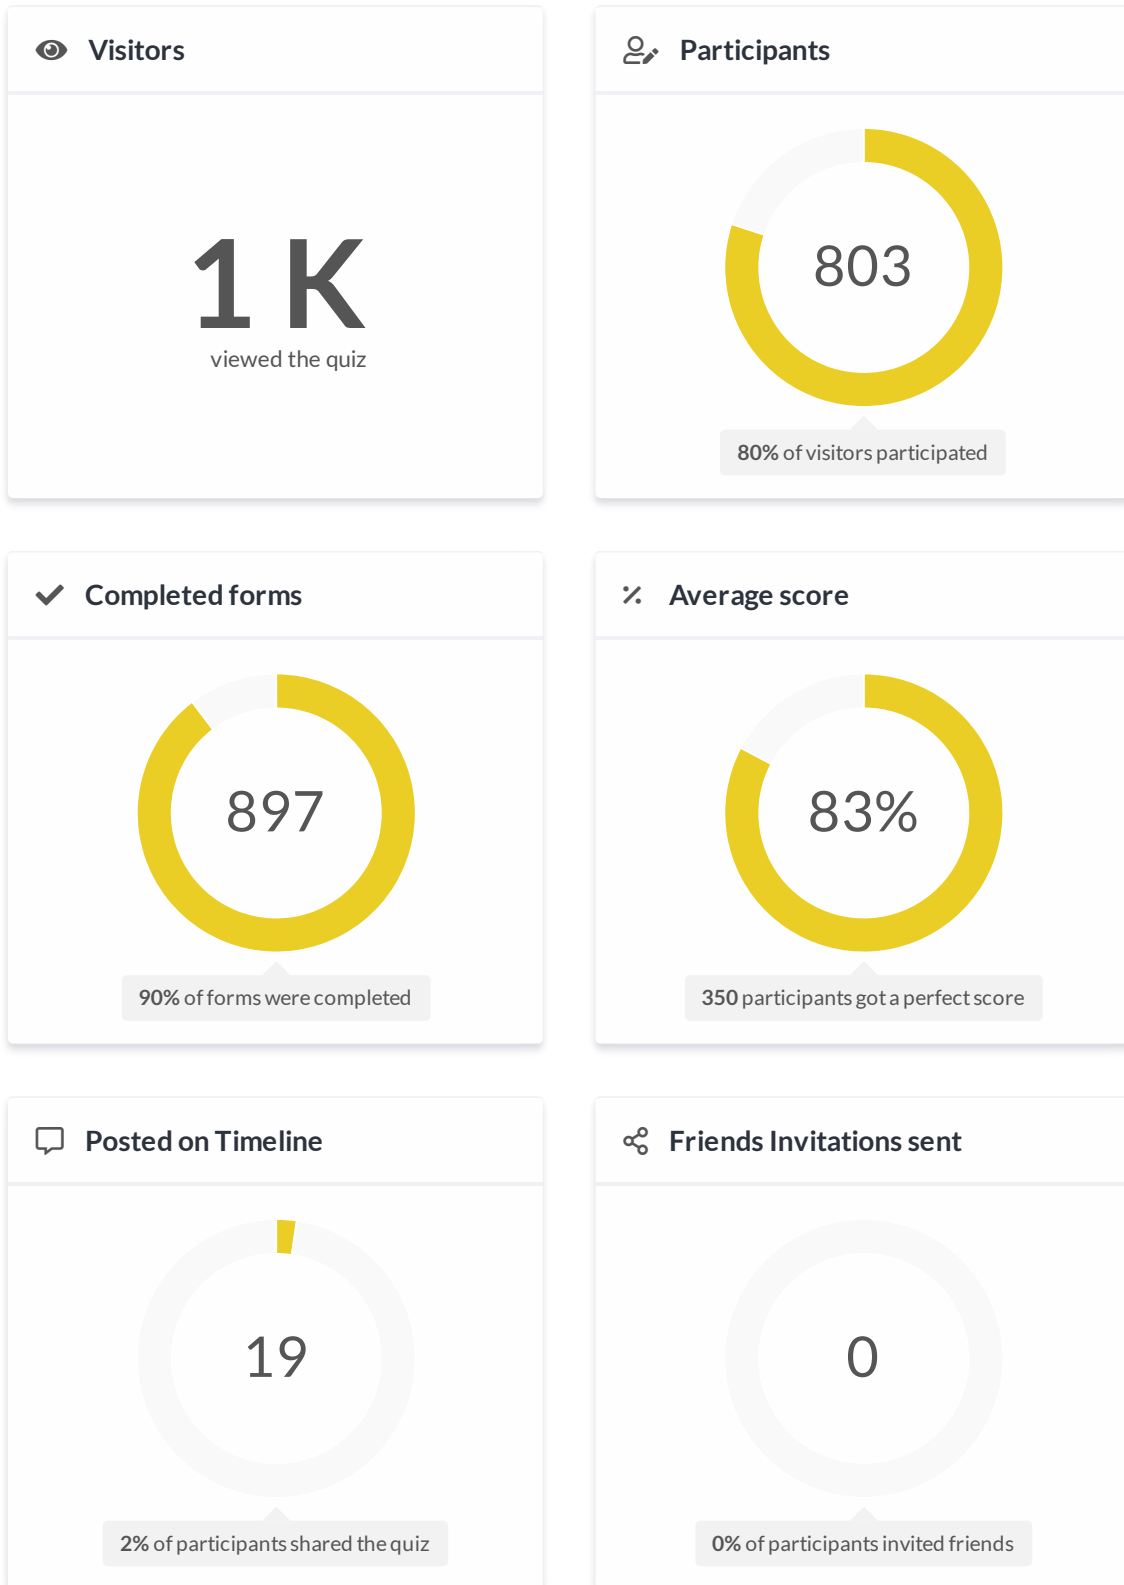 Visitors
1 K
viewed the quiz
Participants
803
80% of visitors participated
Completed forms
897
90% of forms were completed
Average score
83%
350 participants got a perfect score
Posted on Timeline
19
2% of participants shared the quiz
Friends Invitations sent
0
0% of participants invited friends